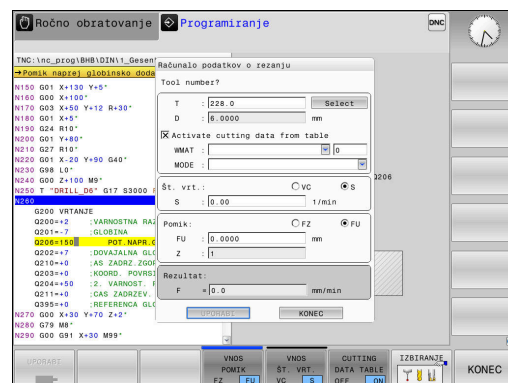 Ročno obratovanje
Programiranje
DNC
TNC:\nc_prog\BHB\DIN\1_Gesen
→Pomik naprej globinsko doda
N150 G01 X+130 Y+5*
N160 G00 X+100*
N170 G03 X+50 Y+12 R+30*
N180 G01 X+5*
N190 G24 R10*
N200 G01 Y+80*
N210 G27 R10*
N220 G01 X-20 Y+90 G40*
N230 G98 L0*
N240 G00 Z+100 M9*
N250 T "DRILL_D6" G17 S3000
N260
G200 VRTANJE
Q200=+2 ;VARNOSTNA RAZ
Q201=-7 ;GLOBINA
Q206=150 POT.NAPR.G
Q202=+2 ;DOVAJALNA GLO
Q210=+0 ;AS ZADRZ.ZGOR
Q203=+0 ;KOORD. POVRSI
Q204=+50 ;2. VARNOST. R
Q211=+0 ;CAS ZADRZEV.
Q395=+0 ;REFERENCA GLO
N270 G00 X+30 Y+70 Z+2*
N280 G79 M8*
N290 G00 G91 X+30 M99*
Računalo podatkov o rezanju
Tool number?
T : 228.0 Select
D : 6.0000 mm
Activate cutting data from table
WMAT : 0
MODE :
Št. vrt.: VC S
S : 0.00 1/min
Pomik: FZ FU
FU : 0.0000 mm
Z : 1
Rezultat:
F = 0.0 mm/min
UPORABI KONEC
Q206
UPORABI
VNOS
POMIK
FZ FU
VNOS
ŠT. VRT.
VC S
CUTTING
DATA TABLE
OFF ON
IZBIRANJE
KONEC